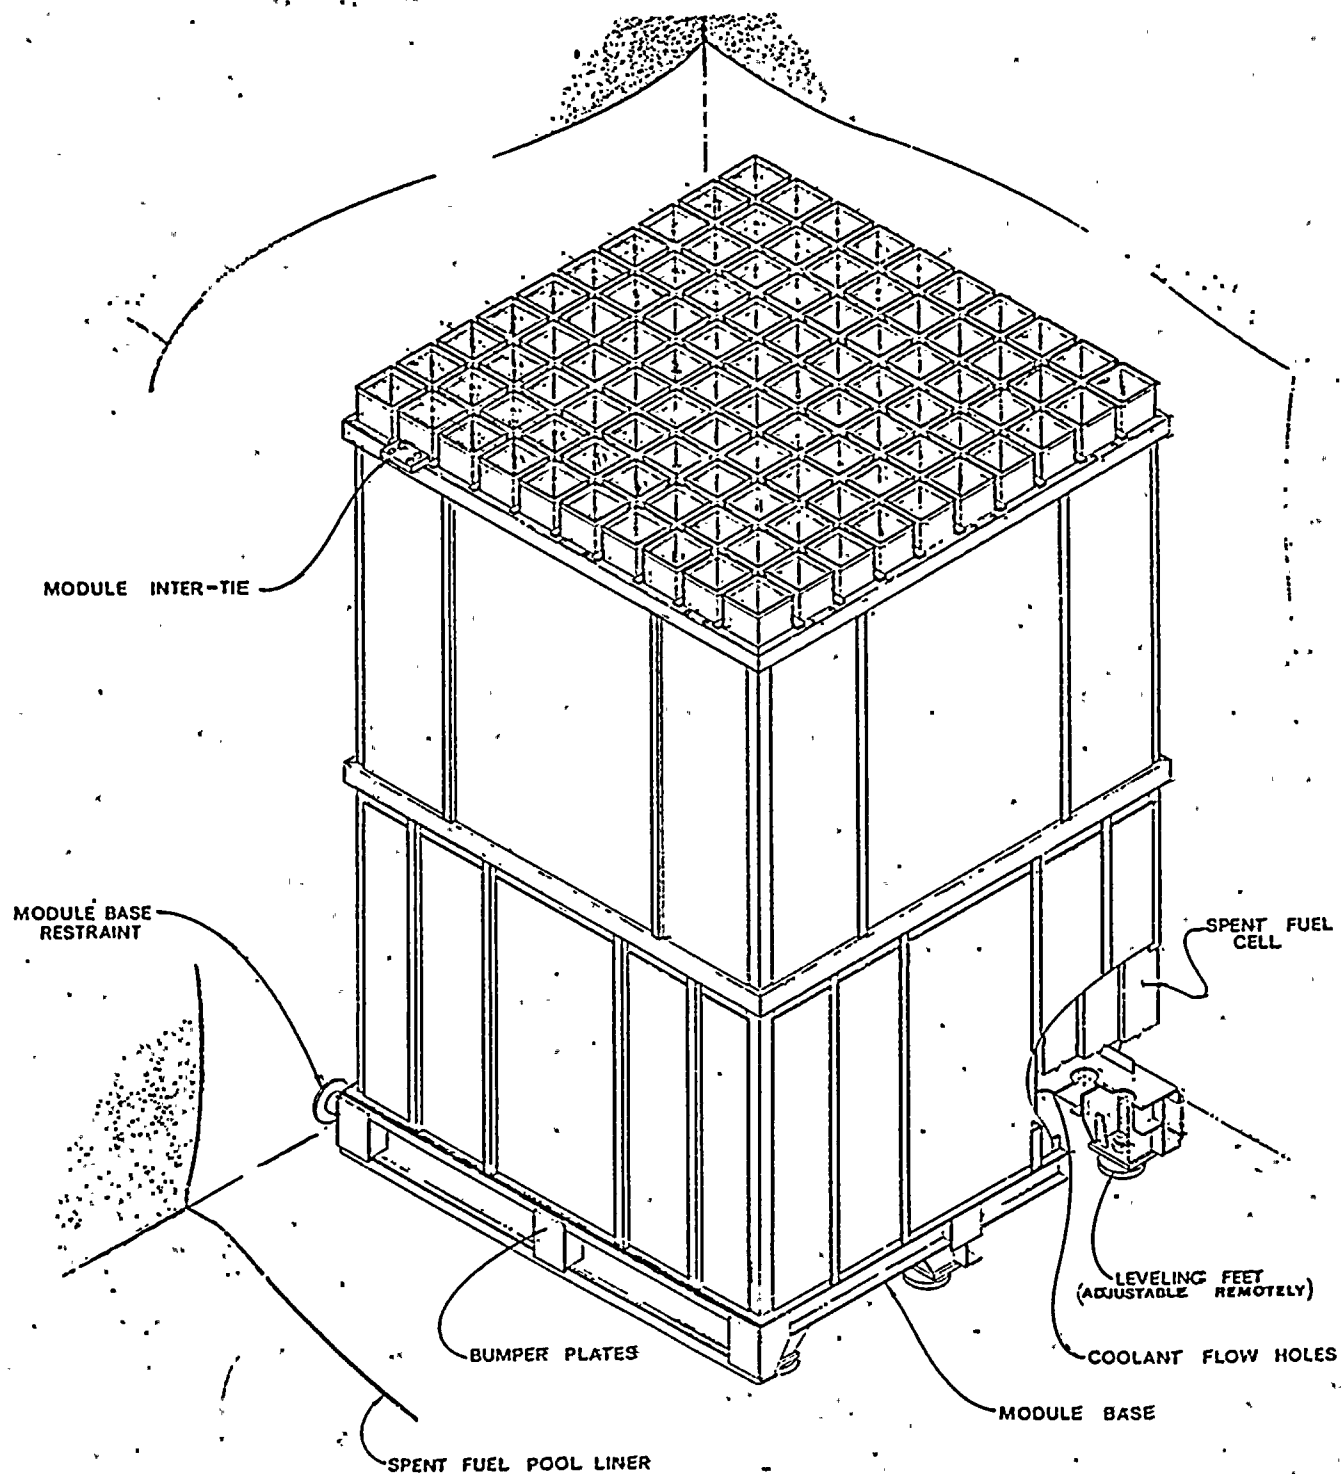 MODULE INTER-TIE
MODULE BASE
RESTRAINT
SPENT FUEL
CELL
LEVELING FEET
(ADJUSTABLE REMOTELY)
BUMPER PLATES
COOLANT FLOW HOLES
MODULE BASE
SPENT FUEL POOL LINER